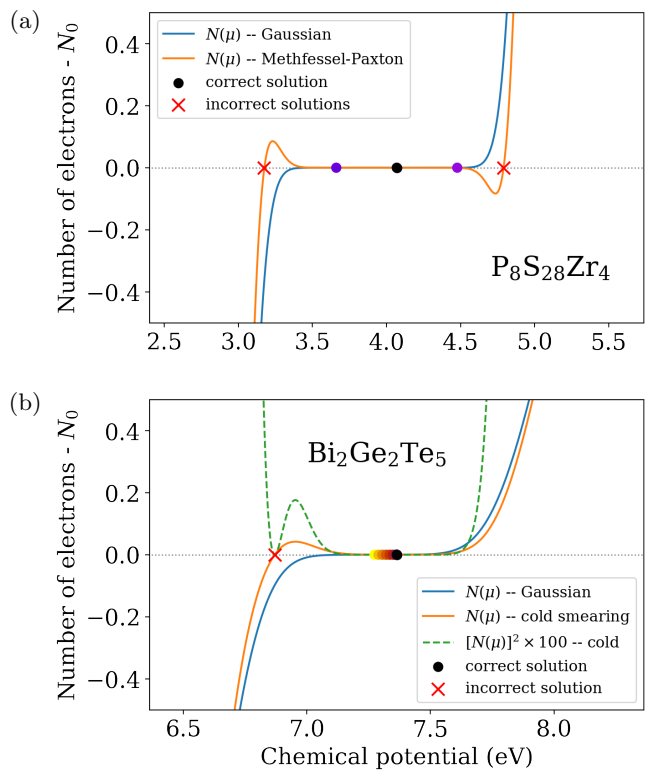 (a)
Number of electrons - N₀
0.4
0.2
0.0
−0.2
−0.4
N(μ) -- Gaussian
N(μ) -- Methfessel-Paxton
correct solution
incorrect solutions
P₈S₂₈Zr₄
2.5 3.0 3.5 4.0 4.5 5.0 5.5
(b)
Number of electrons - N₀
0.4
0.2
0.0
−0.2
−0.4
Bi₂Ge₂Te₅
N(μ) -- Gaussian
N(μ) -- cold smearing
[N(μ)]² × 100 -- cold
correct solution
incorrect solution
6.5 7.0 7.5 8.0
Chemical potential (eV)